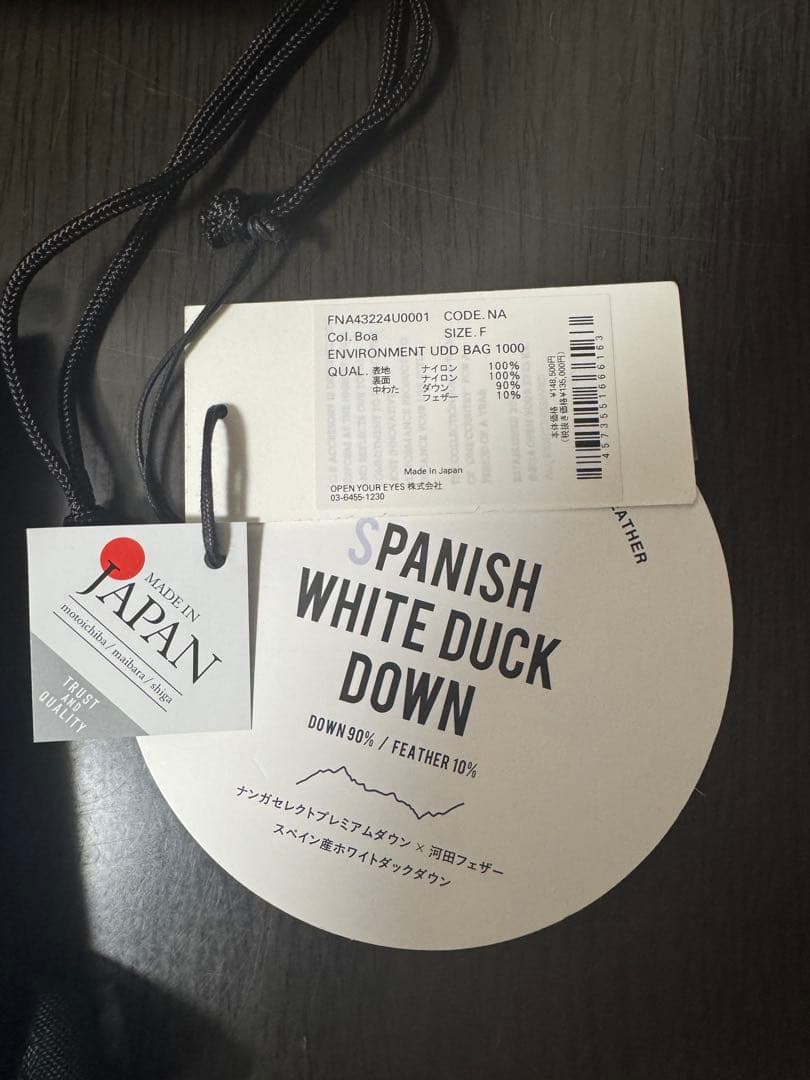 FNA43224U0001 CODE. NA
Col. Boa SIZE. F
ENVIRONMENT UDD BAG 1000
QUAL. 表地 ナイロン 100%
裏面 ナイロン 100%
中わた ダウン 90%
フェザー 10%
Made in Japan
OPEN YOUR EYES 株式会社
03-6455-1230
本体価格 ¥148,500円
(税抜き価格¥135,000円)
4573551666163
EATHER
SPANISH
WHITE DUCK
DOWN
DOWN 90% / FEATHER 10%
ナンガセレクトプレミアムダウン × 河田フェザー
スペイン産ホワイトダックダウン
MADE IN
JAPAN
motoichiba / maibara / shiga
TRUST
AND
QUALITY